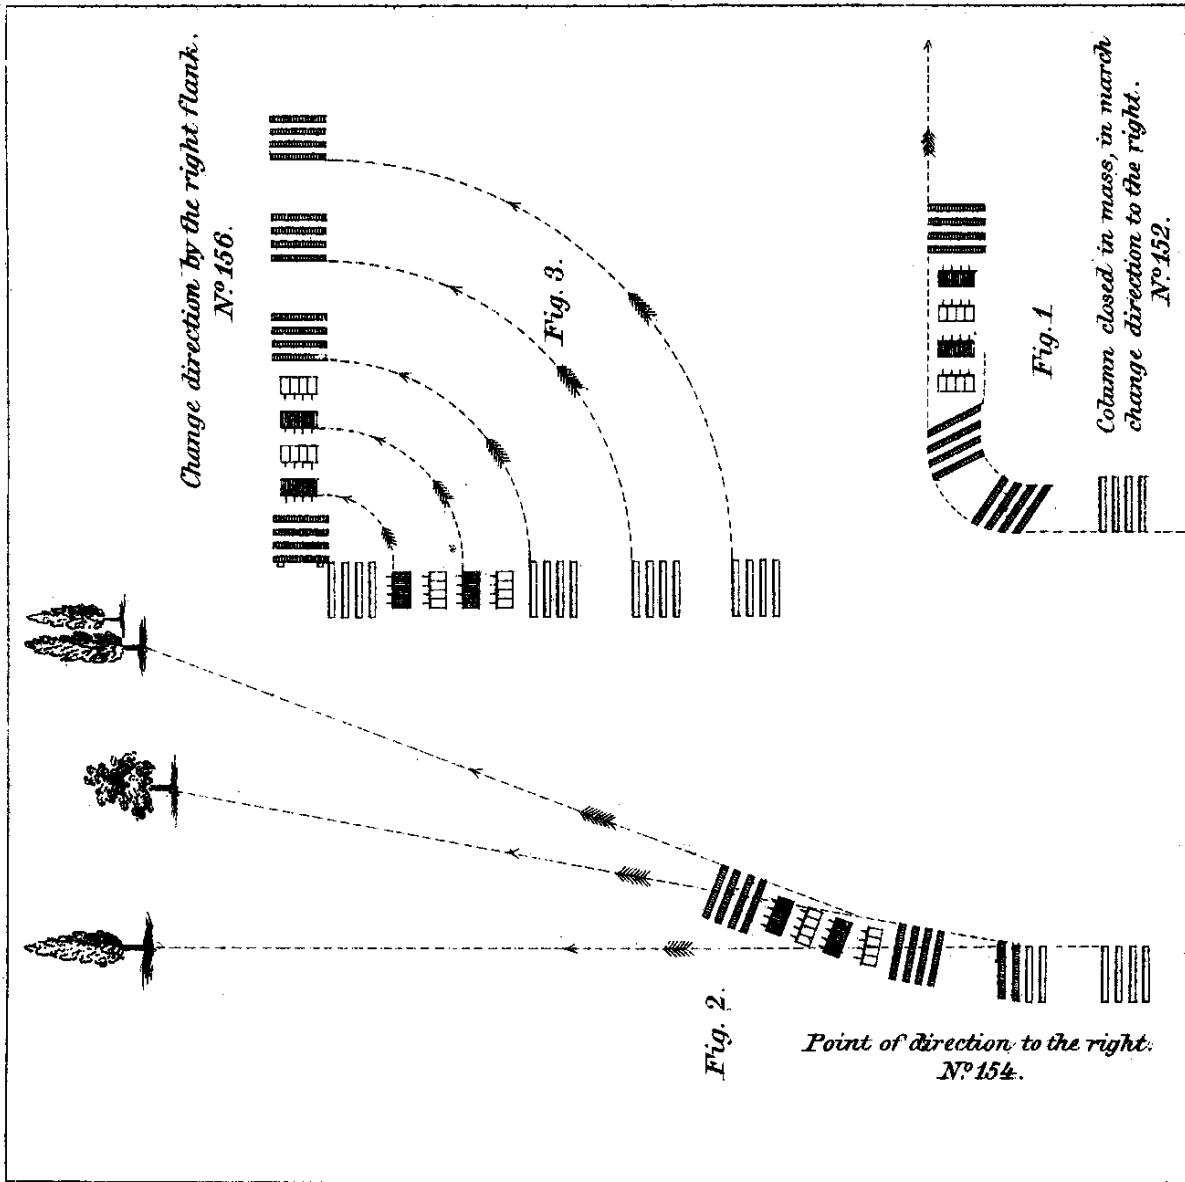 Change direction by the right flank.
Nº 156.
Fig. 3.
Fig. 1
Column closed in mass, in march
change direction to the right.
Nº 152.
Fig. 2.
Point of direction to the right.
Nº 154.